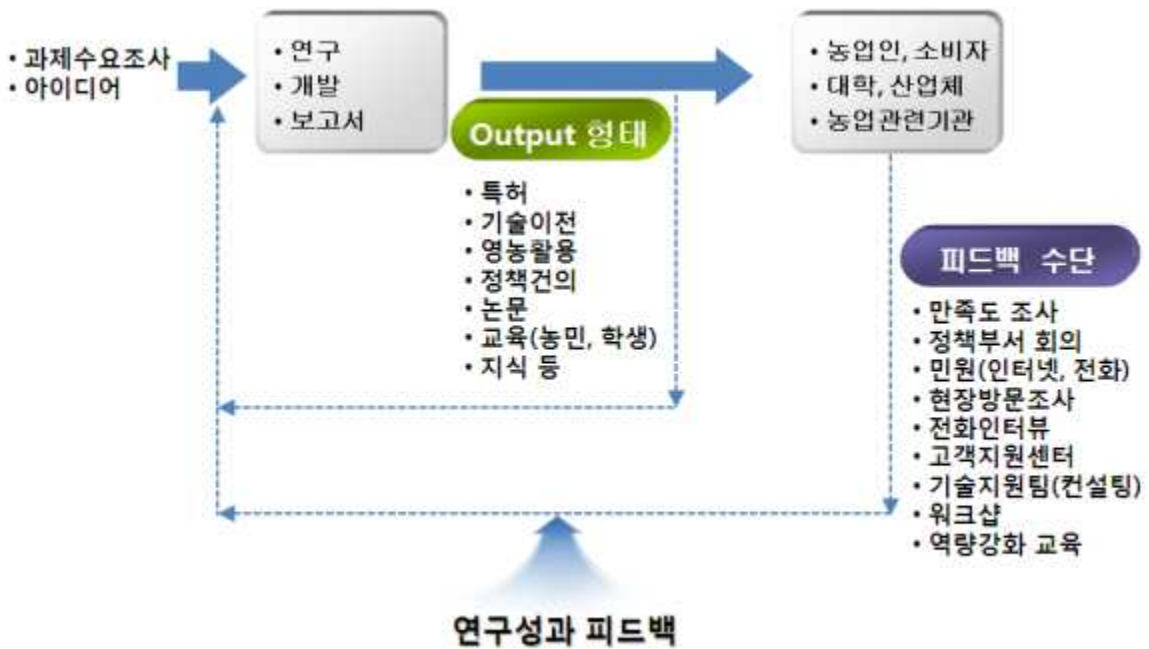 • 과제수요조사
• 아이디어
• 연구
• 개발
• 보고서
Output 형태
• 특허
• 기술이전
• 영농활용
• 정책건의
• 논문
• 교육(농민, 학생)
• 지식 등
• 농업인, 소비자
• 대학, 산업체
• 농업관련기관
피드백 수단
• 만족도 조사
• 정책부서 회의
• 민원(인터넷, 전화)
• 현장방문조사
• 전화인터뷰
• 고객지원센터
• 기술지원팀(컨설팅)
• 워크샵
• 역량강화 교육
연구성과 피드백